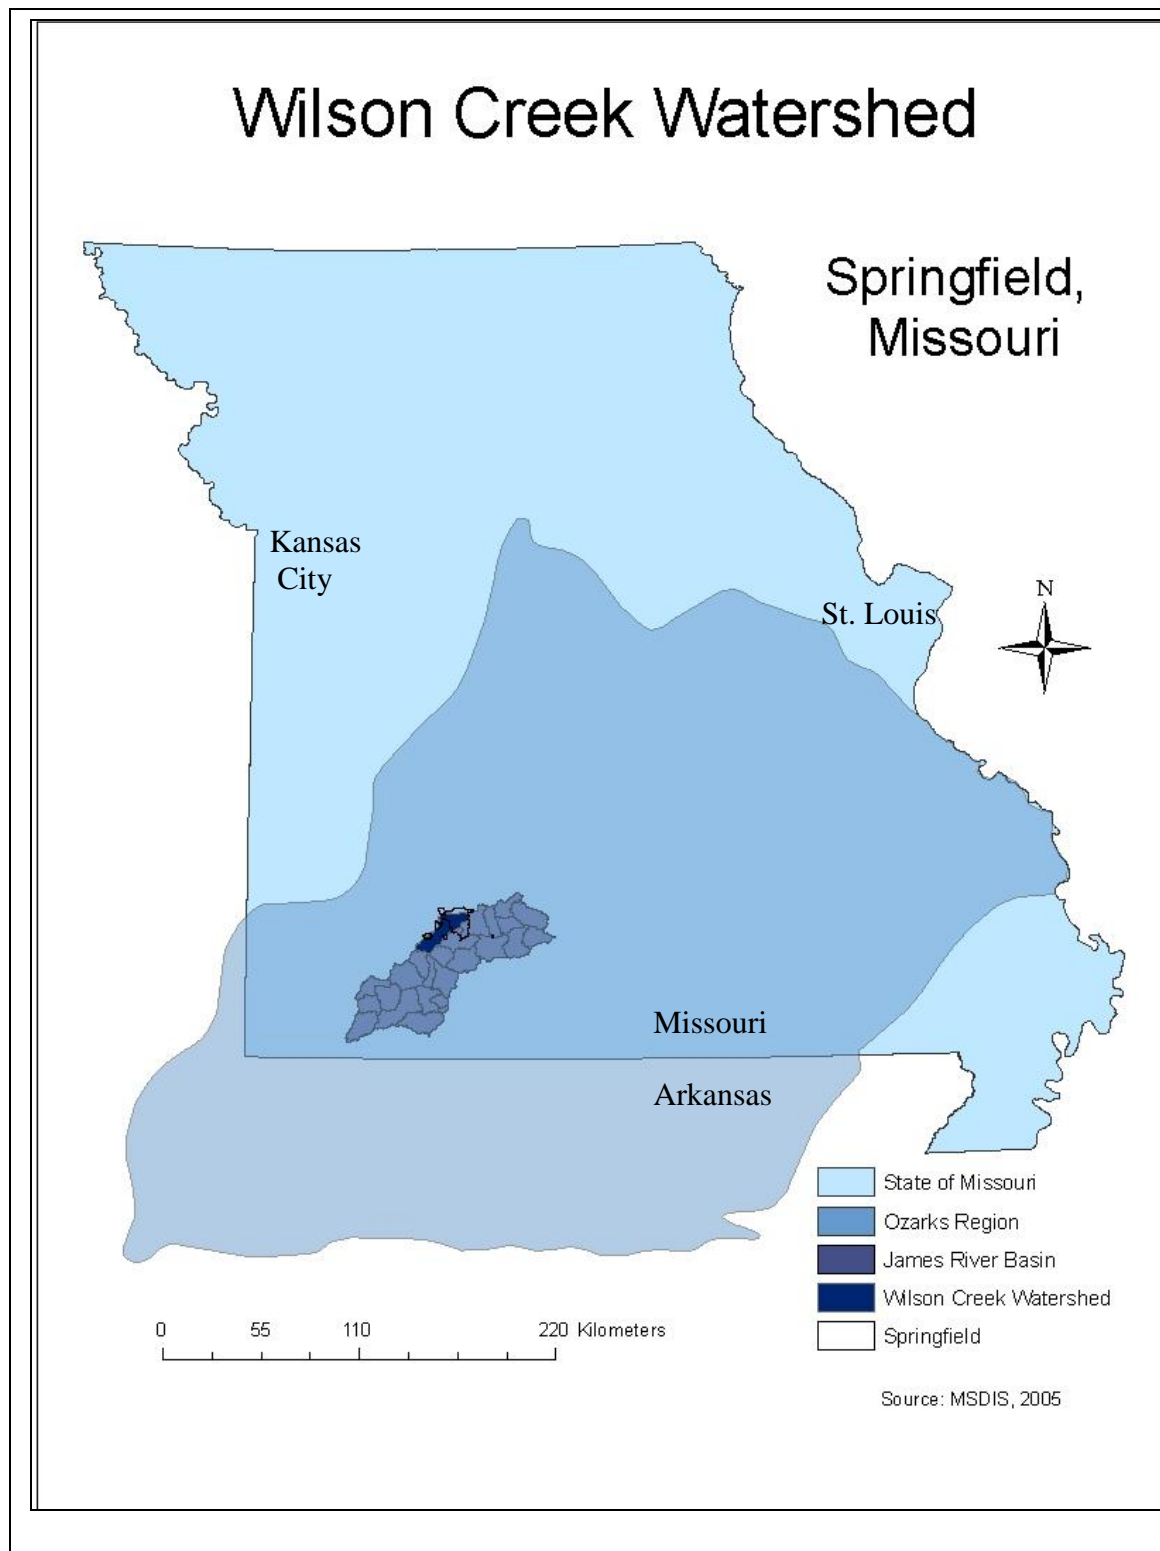 Wilson Creek Watershed
Springfield,
Missouri
Kansas
City
St. Louis
N
Missouri
Arkansas
State of Missouri
Ozarks Region
James River Basin
Wilson Creek Watershed
Springfield
0 55 110 220 Kilometers
Source: MSDIS, 2005